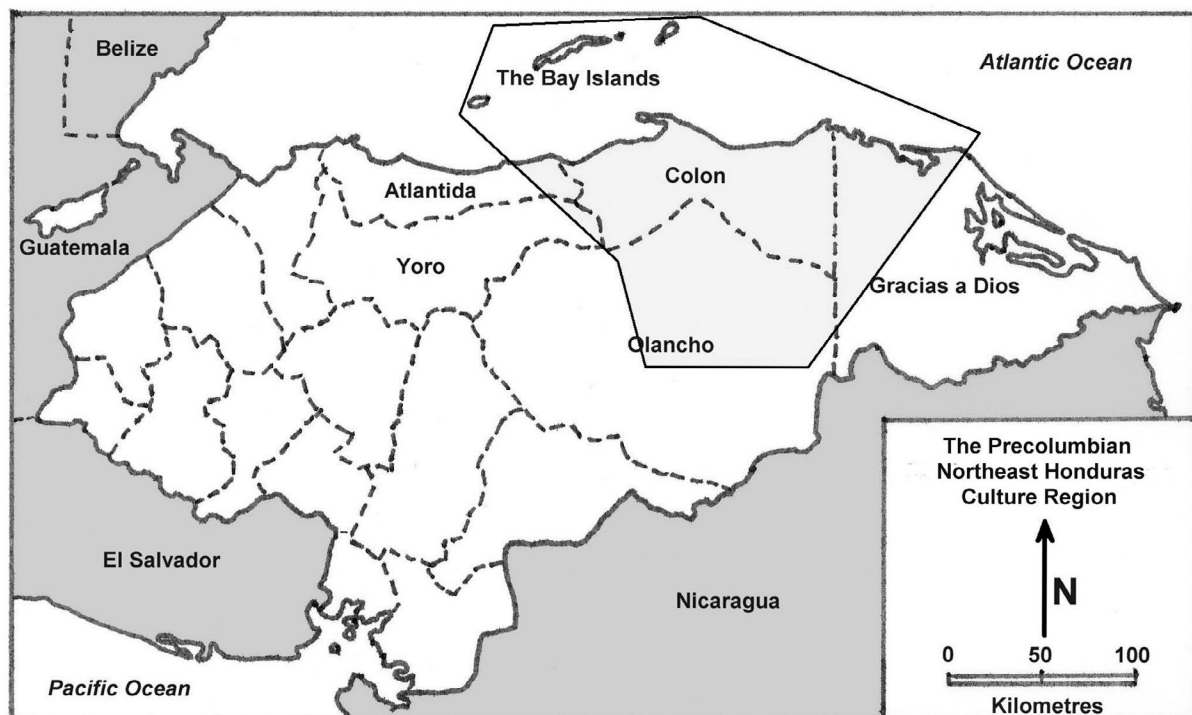 Belize
The Bay Islands
Atlantic Ocean
Atlantida
Colon
Guatemala
Yoro
Gracias a Dios
Olancho
El Salvador
Nicaragua
Pacific Ocean
The Precolumbian
Northeast Honduras
Culture Region
N
0 50 100
Kilometres